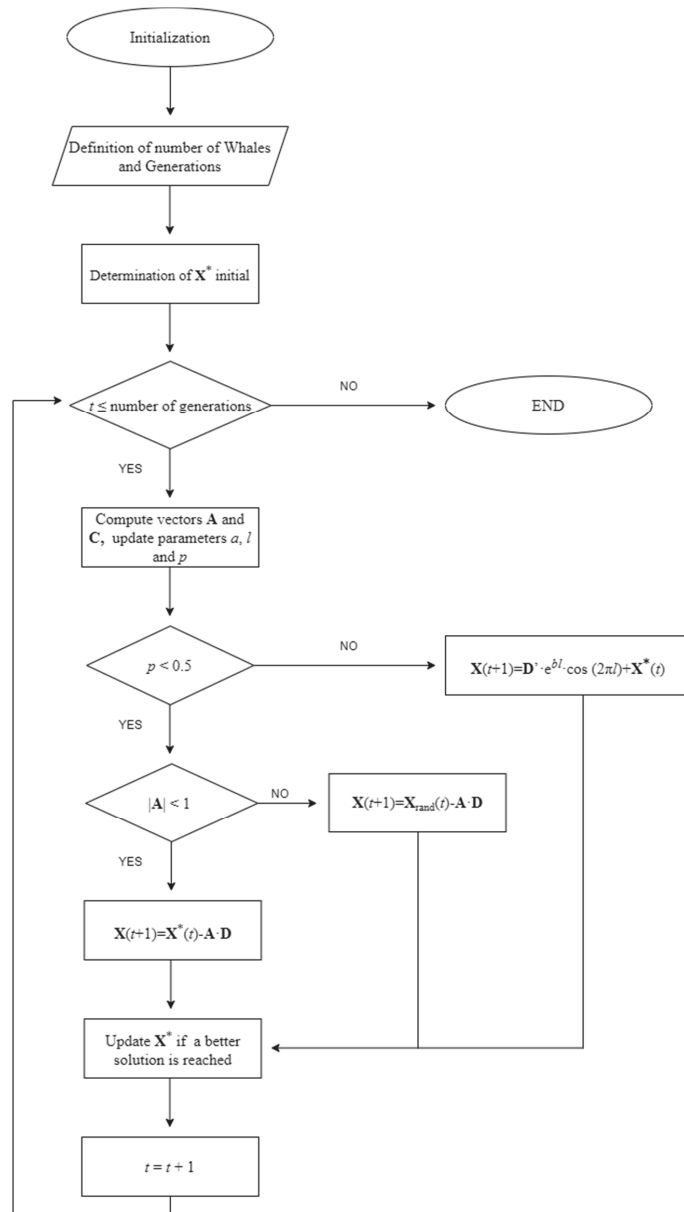 Initialization
Definition of number of Whales
and Generations
Determination of X* initial
t ≤ number of generations
NO
END
YES
Compute vectors A and
C, update parameters a, l
and p
p < 0.5
NO
X(t+1)=D’·e^bl·cos (2πl)+X*(t)
YES
|A| < 1
NO
X(t+1)=X_rand(t)-A·D
YES
X(t+1)=X*(t)-A·D
Update X* if a better
solution is reached
t = t + 1